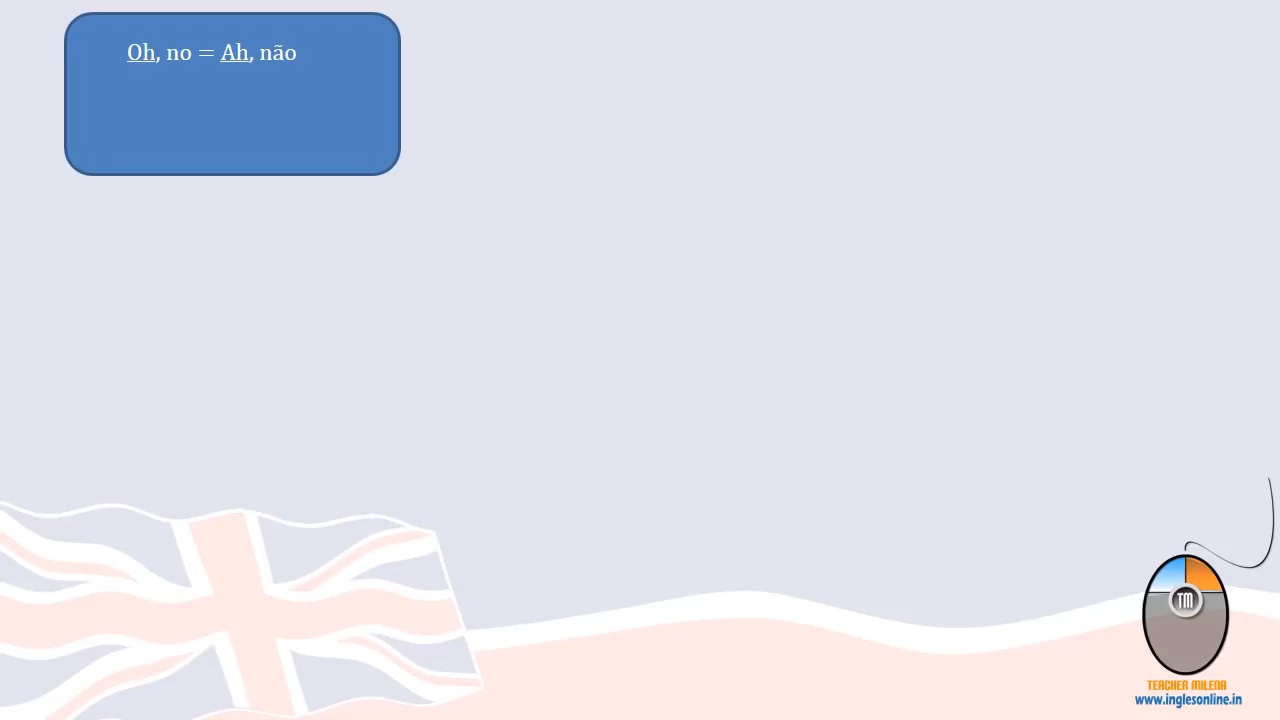 Oh, no = Ah, não
TM
TEACHER MILENA
www.inglesonline.in